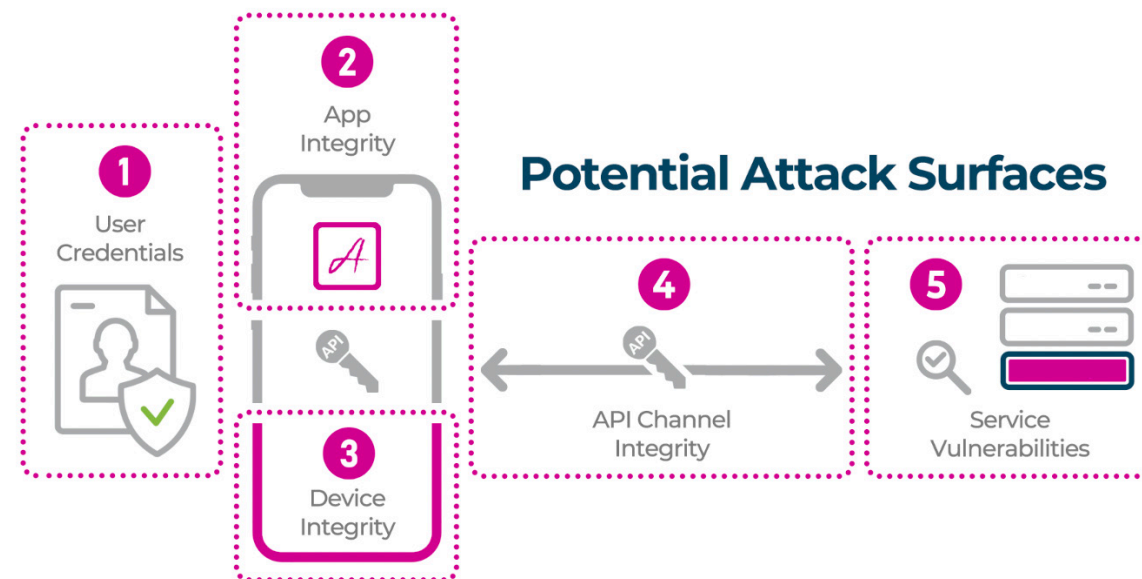 Potential Attack Surfaces
1
User
Credentials
2
App
Integrity
A
API
3
Device
Integrity
4
API
API Channel
Integrity
5
Service
Vulnerabilities